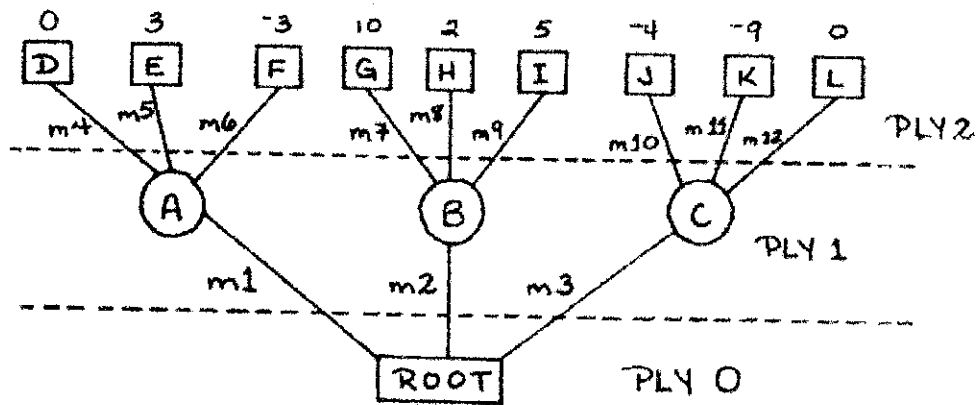 0 3 -3 10 2 5 -4 -9 0
D E F G H I J K L
m4 m5 m6 m7 m8 m9 m10 m11 m12
PLY 2
A B C
PLY 1
m1 m2 m3
ROOT PLY 0